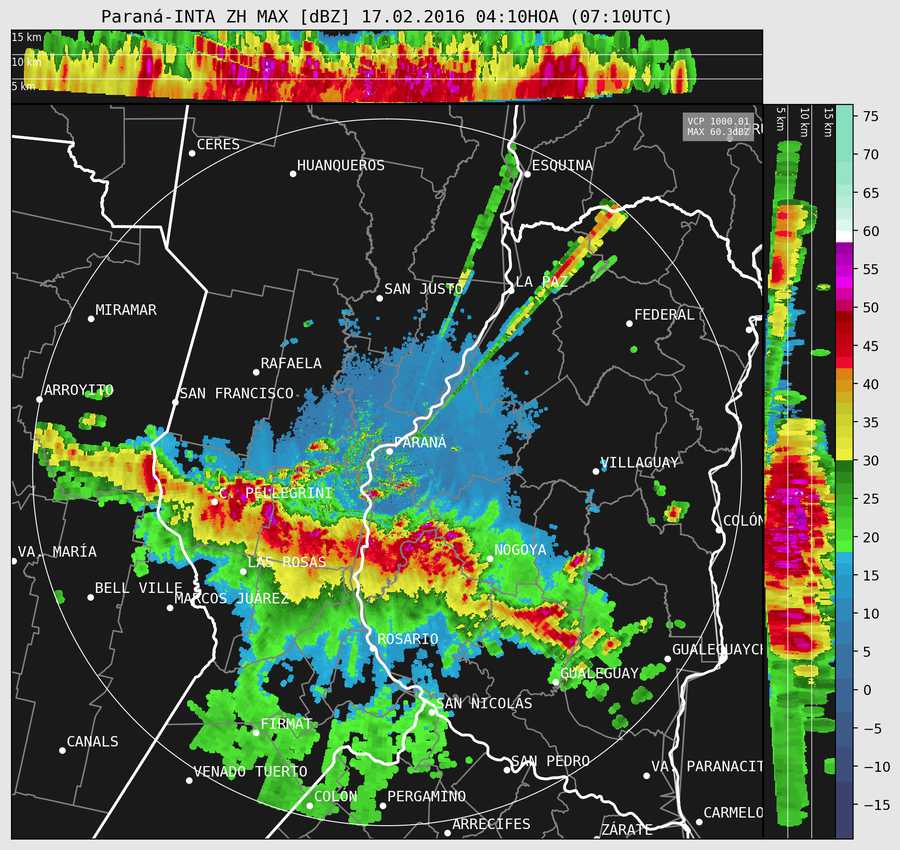 Paraná-INTA ZH MAX [dBZ] 17.02.2016 04:10HOA (07:10UTC)
15 km
10 km
5 km
5 km
10 km
15 km
VCP 1000.01
MAX 60.3dBZ
CERES
HUANQUEROS
ESQUINA
SAN JUSTO
LA PAZ
MIRAMAR
FEDERAL
RAFAELA
ARROYITO
SAN FRANCISCO
PARANÁ
VILLAGUAY
C. PELLEGRINI
COLÓN
VA. MARÍA
NOGOYA
LAS ROSAS
BELL VILLE
MARCOS JUÁREZ
ROSARIO
GUALEGUAYCH
GUALEGUAY
SAN NICOLÁS
FIRMAT
CANALS
VENADO TUERTO
SAN PEDRO
VA. PARANACIT
COLÓN
PERGAMINO
CARMELO
ARRECIFES
ZÁRATE
75
70
65
60
55
50
45
40
35
30
25
20
15
10
5
0
−5
−10
−15